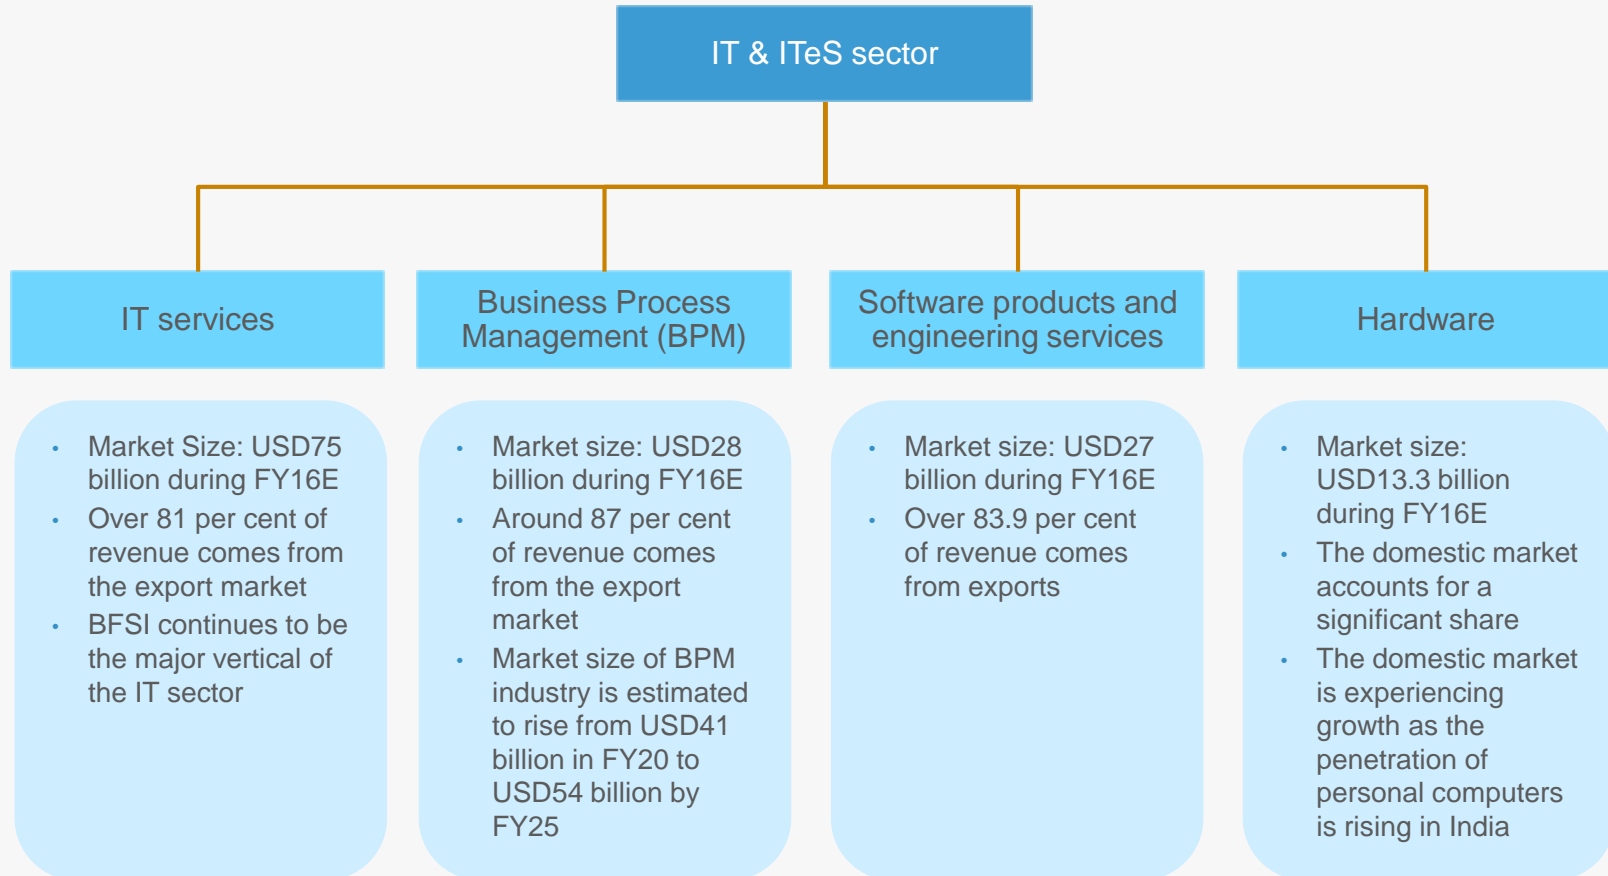 IT & ITeS sector
IT services
Business Process
Management (BPM)
Software products and
engineering services
Hardware
• Market Size: USD75
billion during FY16E
• Over 81 per cent of
revenue comes from
the export market
• BFSI continues to be
the major vertical of
the IT sector
• Market size: USD28
billion during FY16E
• Around 87 per cent
of revenue comes
from the export
market
• Market size of BPM
industry is estimated
to rise from USD41
billion in FY20 to
USD54 billion by
FY25
• Market size: USD27
billion during FY16E
• Over 83.9 per cent
of revenue comes
from exports
• Market size:
USD13.3 billion
during FY16E
• The domestic market
accounts for a
significant share
• The domestic market
is experiencing
growth as the
penetration of
personal computers
is rising in India